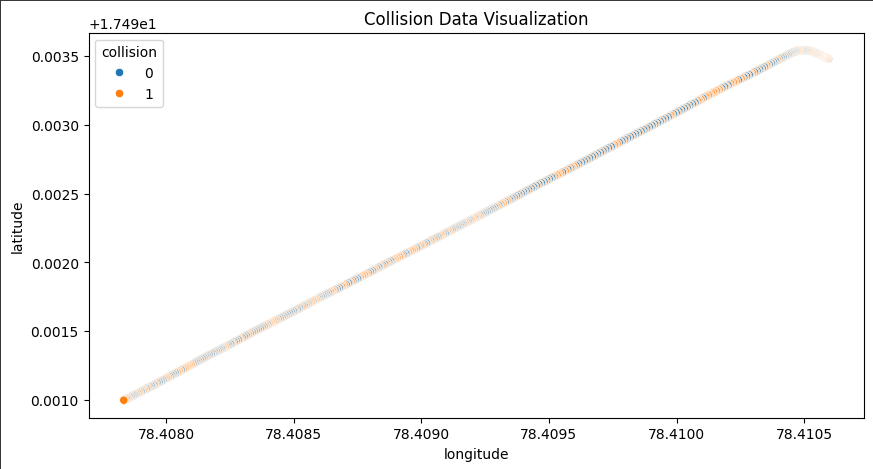 Collision Data Visualization
+1.749e1
collision
0
1
0.0035
0.0030
0.0025
0.0020
0.0015
0.0010
latitude
78.4080 78.4085 78.4090 78.4095 78.4100 78.4105
longitude